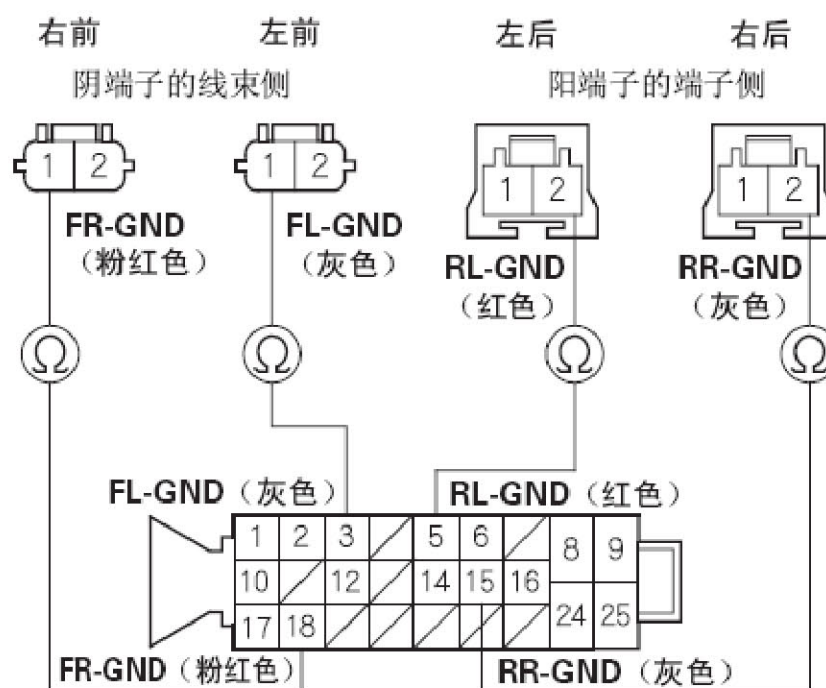 右前 左前 左后 右后
阴端子的线束侧 阳端子的端子侧
1 2 1 2 1 2 1 2
FR-GND FL-GND RL-GND RR-GND
（粉红色） （灰色） （红色） （灰色）
Ω Ω Ω Ω
FL-GND（灰色） RL-GND（红色）
1 2 3 5 6 8 9
10 12 14 15 16
17 18 24 25
FR-GND（粉红色） RR-GND（灰色）